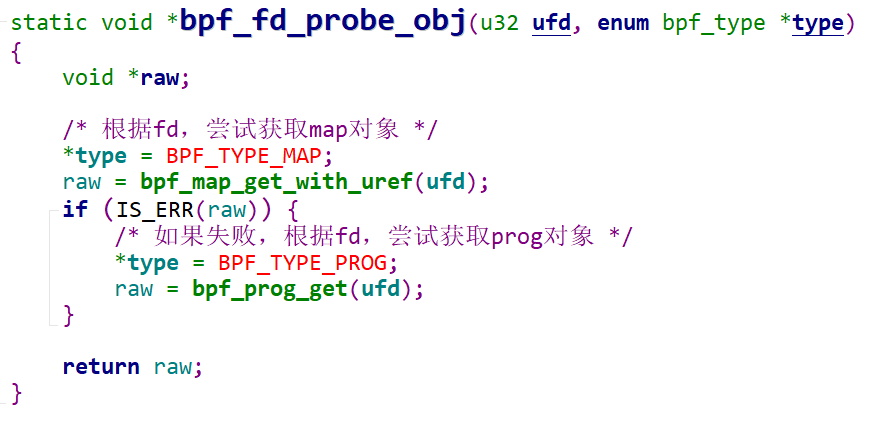 static void *bpf_fd_probe_obj(u32 ufd, enum bpf_type *type)
{
    void *raw;

    /* 根据fd，尝试获取map对象 */
    *type = BPF_TYPE_MAP;
    raw = bpf_map_get_with_uref(ufd);
    if (IS_ERR(raw)) {
        /* 如果失败，根据fd，尝试获取prog对象 */
        *type = BPF_TYPE_PROG;
        raw = bpf_prog_get(ufd);
    }

    return raw;
}